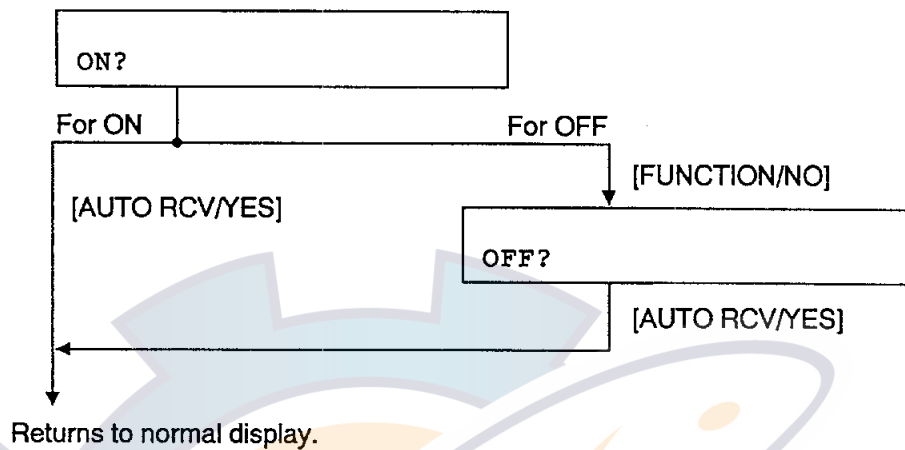 ON?
For ON
For OFF
[FUNCTION/NO]
[AUTO RCV/YES]
OFF?
[AUTO RCV/YES]
Returns to normal display.